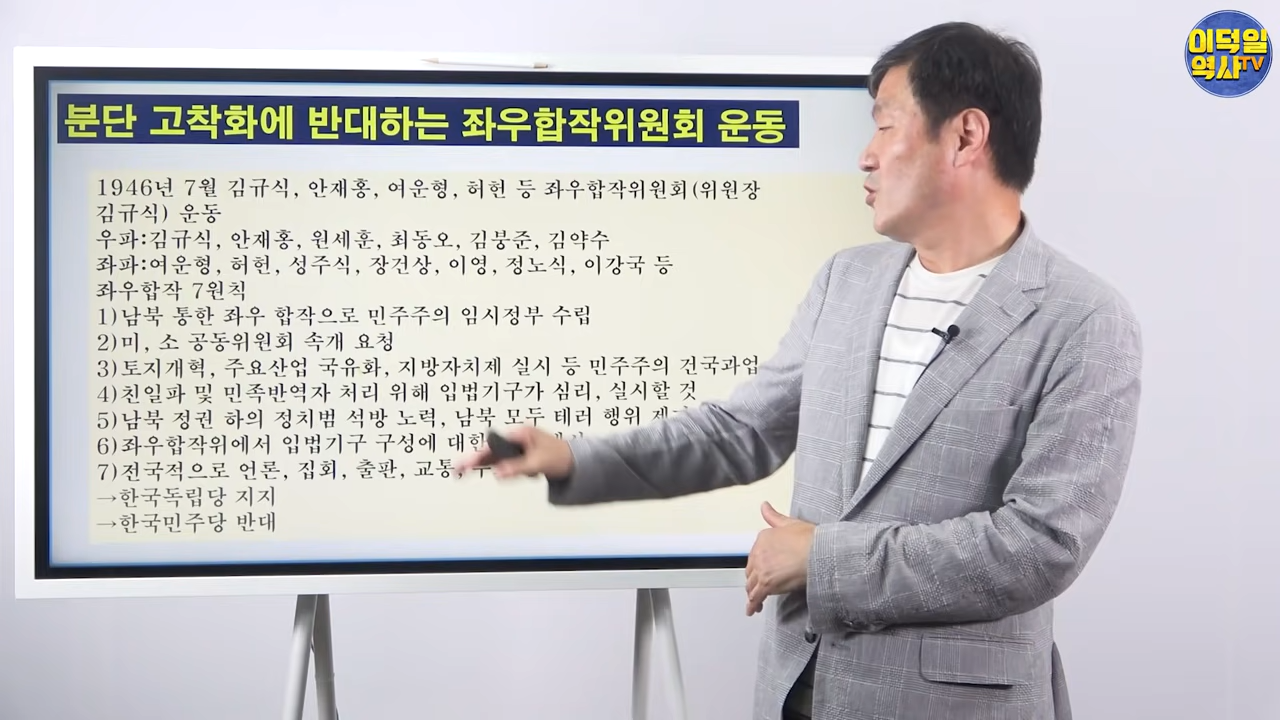 이덕일
역사TV
분단 고착화에 반대하는 좌우합작위원회 운동
1946년 7월 김규식, 안재홍, 여운형, 허헌 등 좌우합작위원회(위원장
김규식) 운동
우파:김규식, 안재홍, 원세훈, 최동오, 김붕준, 김약수
좌파:여운형, 허헌, 성주식, 장건상, 이영, 정노식, 이강국 등
좌우합작 7원칙
1)남북 통한 좌우 합작으로 민주주의 임시정부 수립
2)미, 소 공동위원회 속개 요청
3)토지개혁, 주요산업 국유화, 지방자치제 실시 등 민주주의 건국과업
4)친일파 및 민족반역자 처리 위해 입법기구가 심리, 실시할 것
5)남북 정권 하의 정치범 석방 노력, 남북 모두 테러 행위
6)좌우합작위에서 입법기구 구성에 대한
7)전국적으로 언론, 집회, 출판, 교통,
→한국독립당 지지
→한국민주당 반대